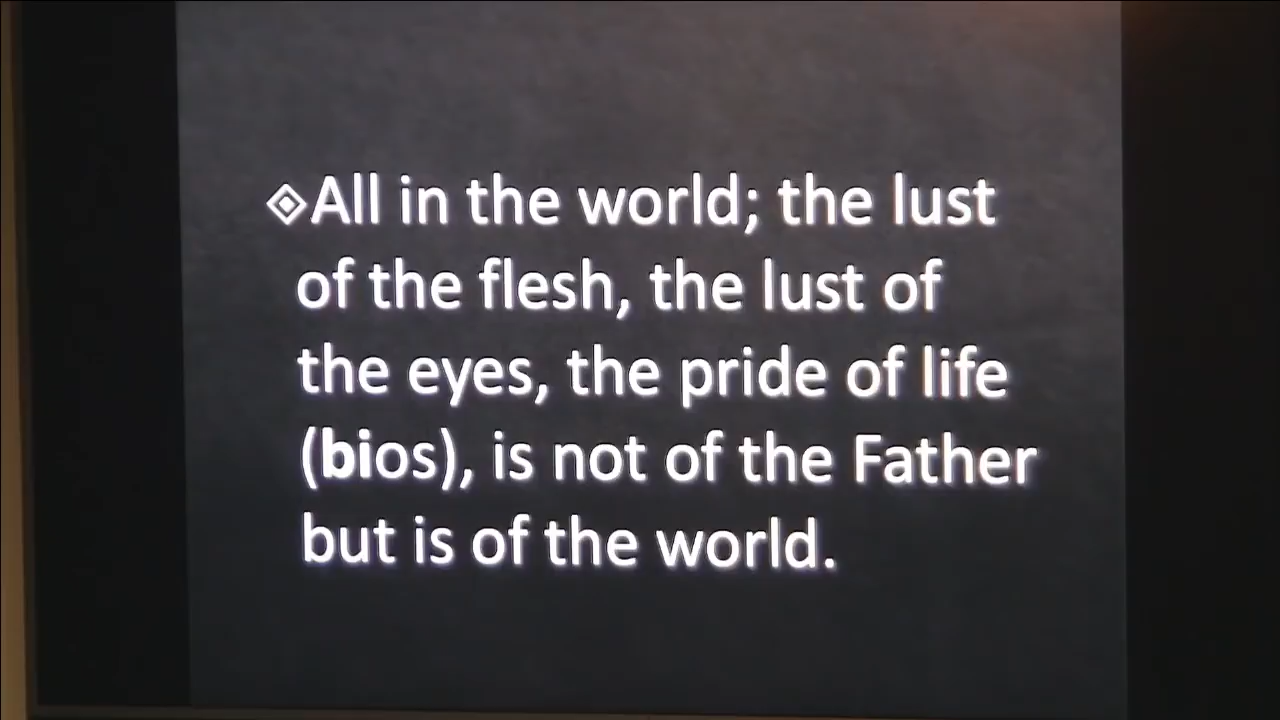 All in the world; the lust
of the flesh, the lust of
the eyes, the pride of life
(bios), is not of the Father
but is of the world.